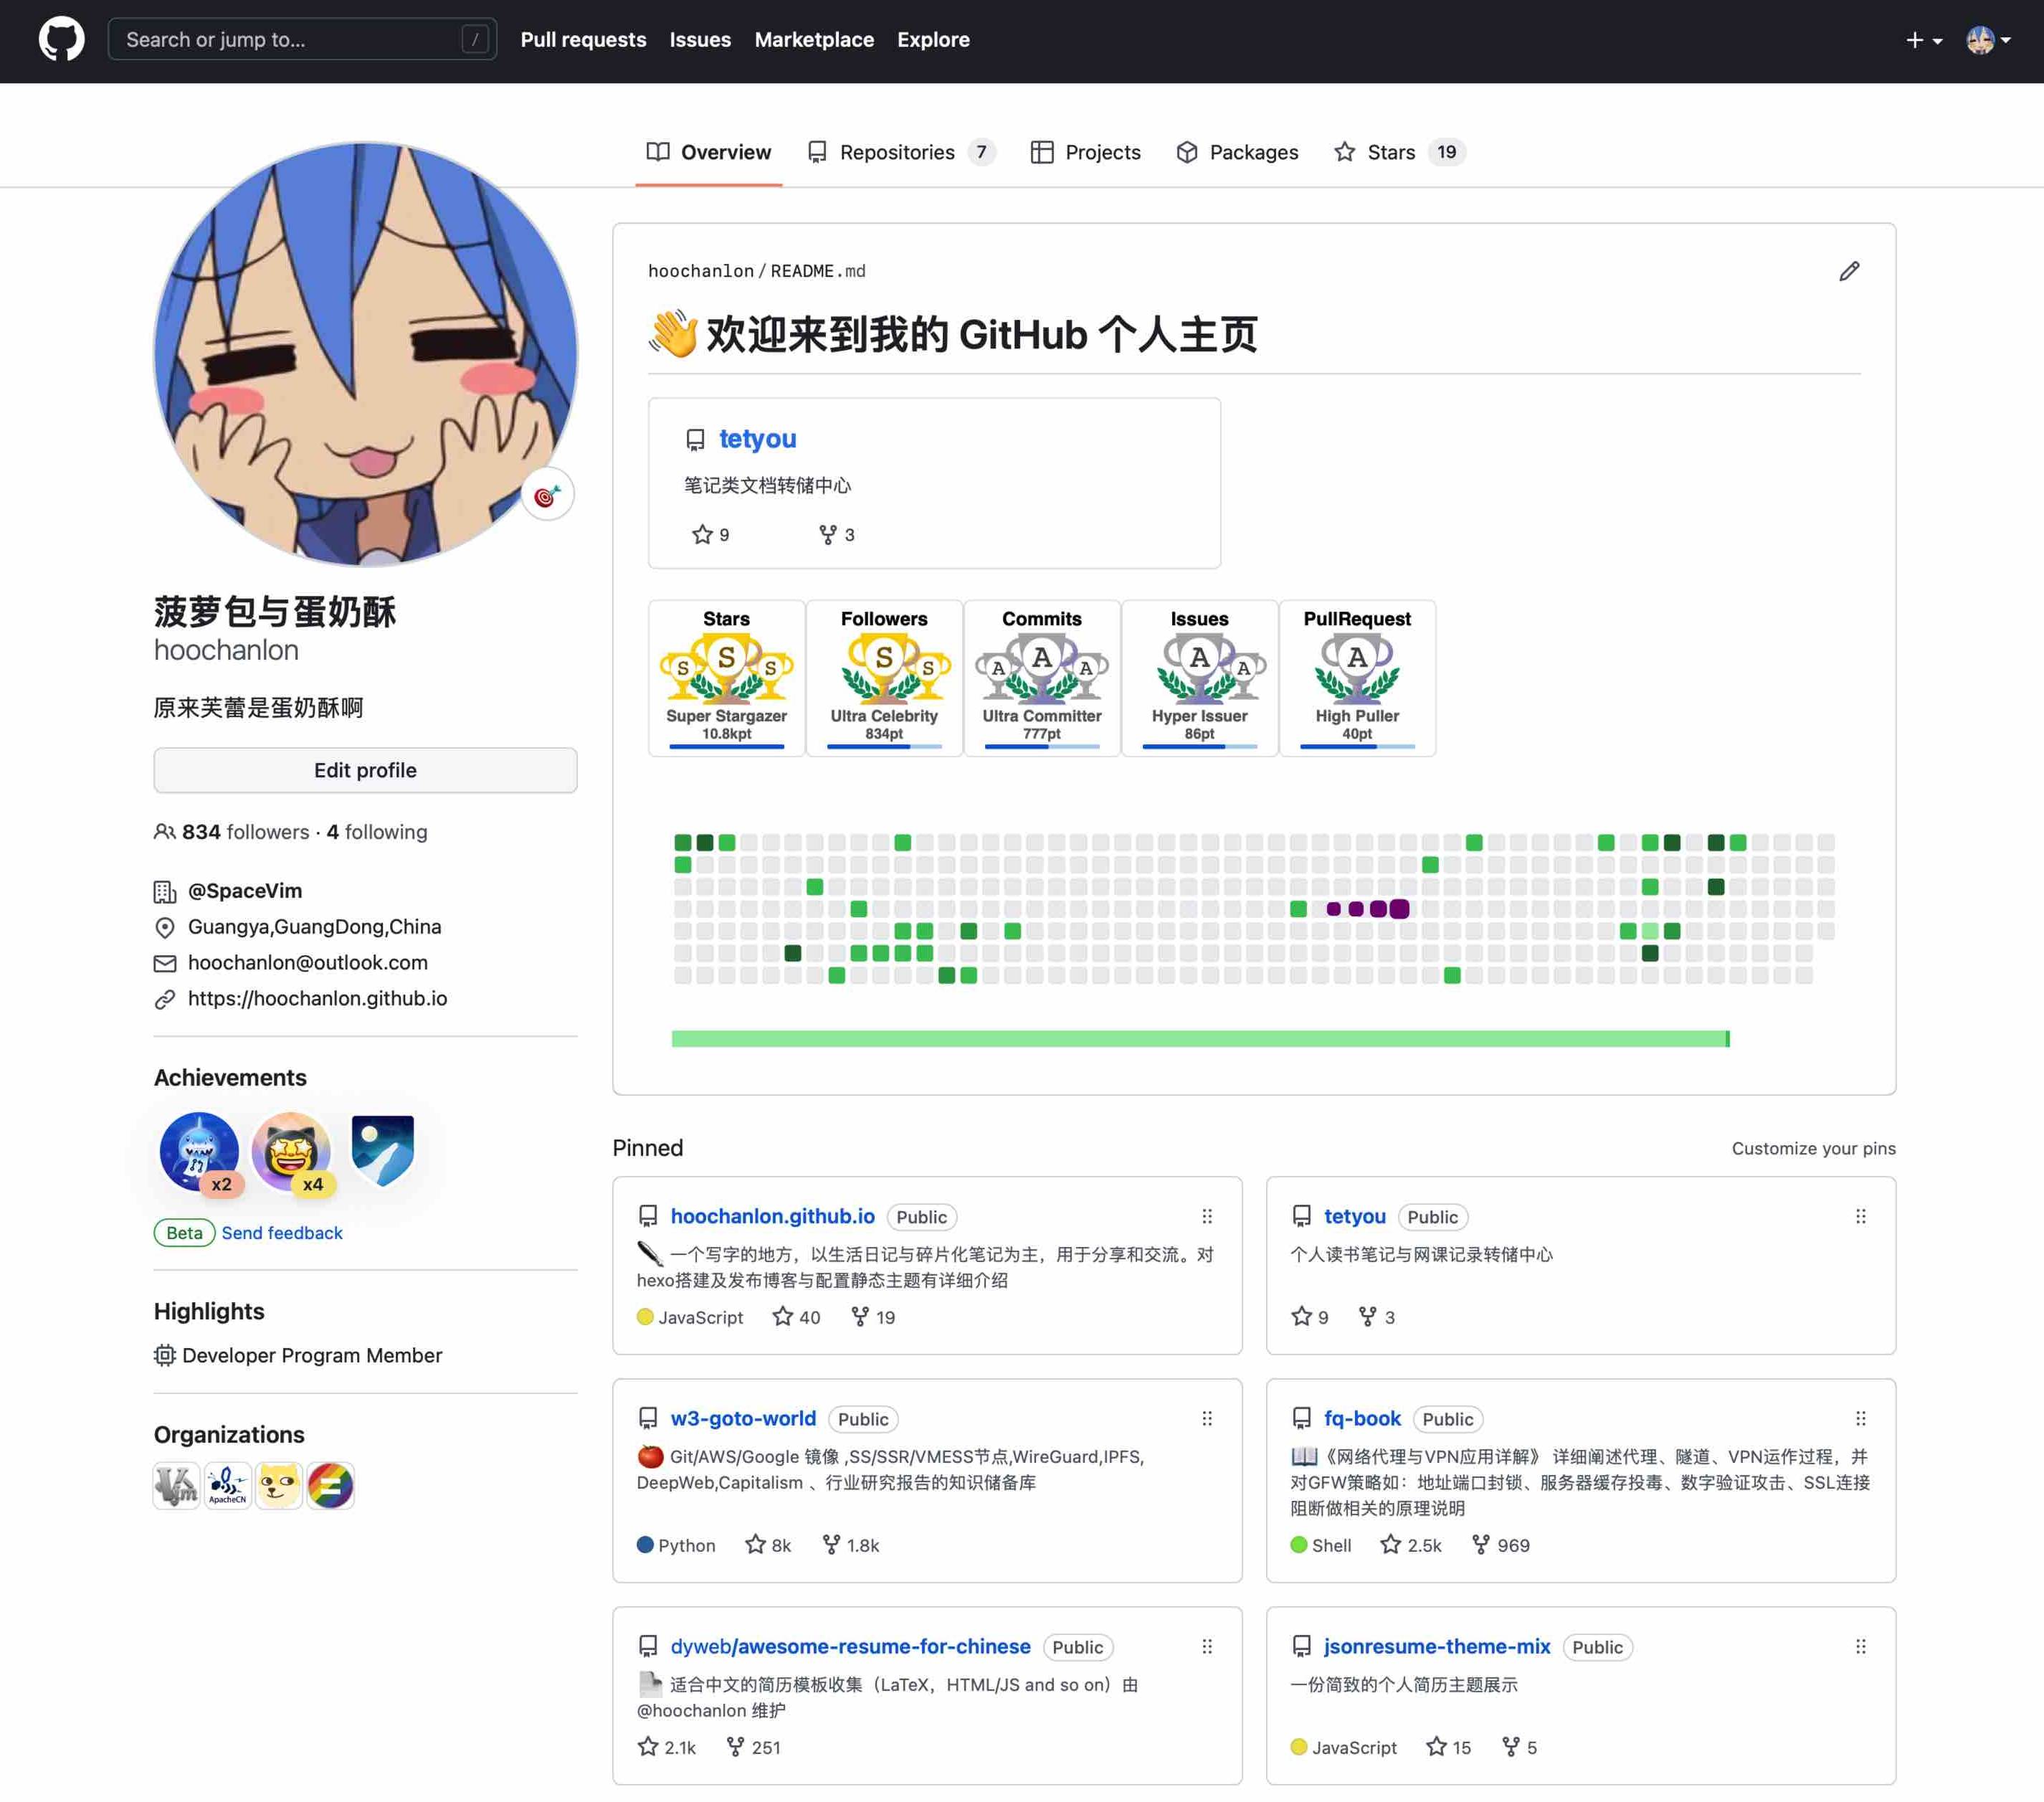 Search or jump to...
/
Pull requests
Issues
Marketplace
Explore
Overview
Repositories 7
Projects
Packages
Stars 19
菠萝包与蛋奶酥
hoochanlon
原来芙蕾是蛋奶酥啊
Edit profile
834 followers · 4 following
@SpaceVim
Guangya,GuangDong,China
hoochanlon@outlook.com
https://hoochanlon.github.io
Achievements
x2
x4
Beta Send feedback
Highlights
Developer Program Member
Organizations
Vim
ApacheCN
hoochanlon/README.md
👋 欢迎来到我的 GitHub 个人主页
tetyou
笔记类文档转储中心
9
3
Stars
S S S
Super Stargazer
10.8kpt
Followers
S S
Ultra Celebrity
834pt
Commits
A A A
Ultra Committer
777pt
Issues
A A
Hyper Issuer
86pt
PullRequest
A
High Puller
40pt
Pinned
Customize your pins
hoochanlon.github.io Public
一个写字的地方，以生活日记与碎片化笔记为主，用于分享和交流。对
hexo搭建及发布博客与配置静态主题有详细介绍
JavaScript 40 19
tetyou Public
个人读书笔记与网课记录转储中心
9 3
w3-goto-world Public
🍅 Git/AWS/Google 镜像 ,SS/SSR/VMESS节点,WireGuard,IPFS,
DeepWeb,Capitalism 、行业研究报告的知识储备库
Python 8k 1.8k
fq-book Public
📖《网络代理与VPN应用详解》 详细阐述代理、隧道、VPN运作过程，并
对GFW策略如：地址端口封锁、服务器缓存投毒、数字验证攻击、SSL连接
阻断做相关的原理说明
Shell 2.5k 969
dyweb/awesome-resume-for-chinese Public
📄 适合中文的简历模板收集（LaTeX，HTML/JS and so on）由
@hoochanlon 维护
2.1k 251
jsonresume-theme-mix Public
一份简致的个人简历主题展示
JavaScript 15 5